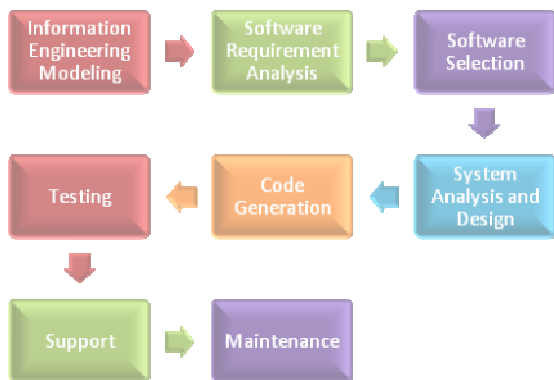 Information
Engineering
Modeling
Software
Requirement
Analysis
Software
Selection
System
Analysis and
Design
Code
Generation
Testing
Support
Maintenance